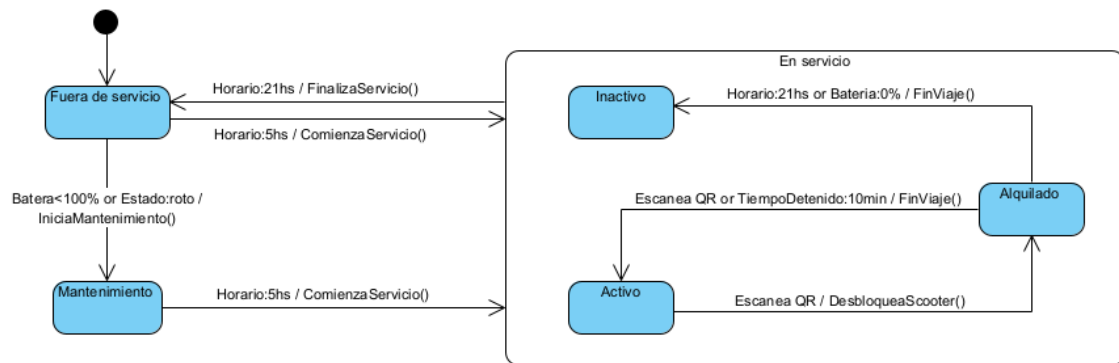 En servicio
Fuera de servicio
Horario:21hs / FinalizaServicio()
Horario:5hs / ComienzaServicio()
Inactivo
Horario:21hs or Bateria:0% / FinViaje()
Batera<100% or Estado:roto /
IniciaMantenimiento()
Escanea QR or TiempoDetenido:10min / FinViaje()
Alquilado
Mantenimiento
Horario:5hs / ComienzaServicio()
Activo
Escanea QR / DesbloqueaScooter()